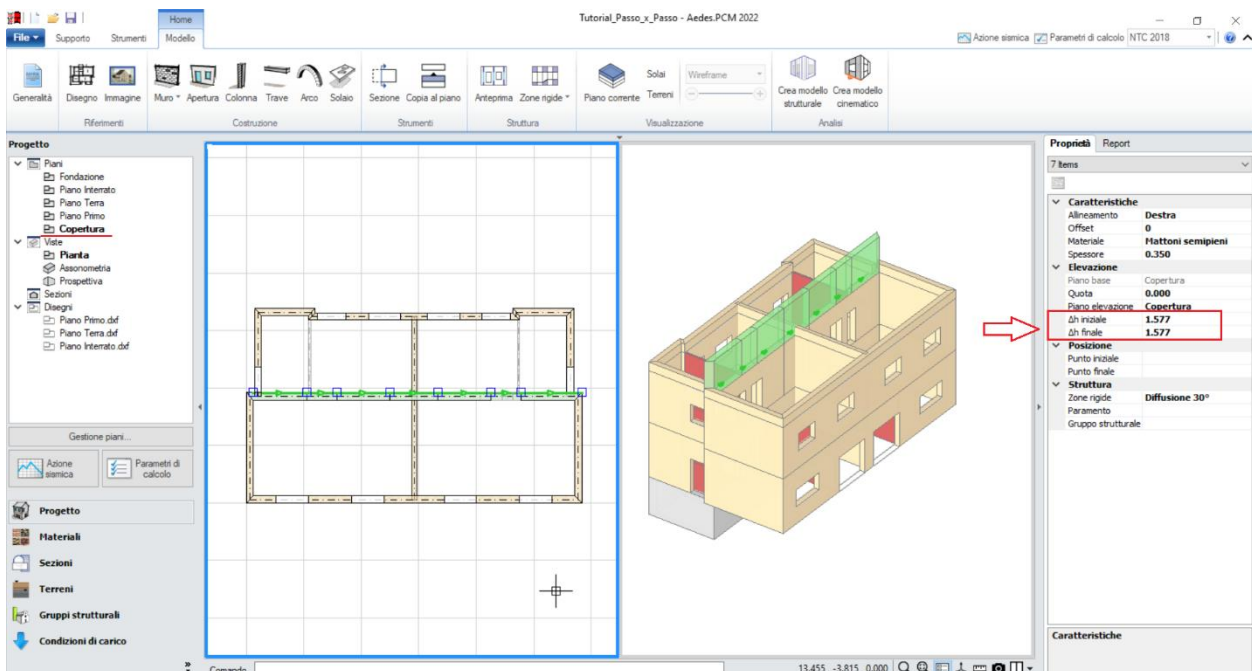 Tutorial_Passo_x_Passo - Aedes.PCM 2022
Home
File Supporto Strumenti Modello
Azione sismica Parametri di calcolo NTC 2018
Generalità Disegno Immagine Muro Apertura Colonna Trave Arco Solaio Sezione Copia al piano Anteprima Zone rigide Piano corrente Solai Wireframe Crea modello strutturale Crea modello cinematico
Terreni
Riferimenti Costruzione Strumenti Struttura Visualizzazione Analisi
Progetto
Piani
Fondazione
Piano Interrato
Piano Terra
Piano Primo
Copertura
Viste
Pianta
Assonometria
Prospettiva
Sezioni
Disegni
Piano Primo.dxf
Piano Terra.dxf
Piano Interrato.dxf
Gestione piani...
Azione sismica
Parametri di calcolo
Progetto
Materiali
Sezioni
Terreni
Gruppi strutturali
Condizioni di carico
Comando
13.455 -3.815 0.000
Proprietà Report
7 Items
Caratteristiche
Allineamento Destra
Offset 0
Materiale Mattoni semipieni
Spessore 0.350
Elevazione
Piano base Copertura
Quota 0.000
Piano elevazione Copertura
Δh iniziale 1.577
Δh finale 1.577
Posizione
Punto iniziale
Punto finale
Struttura
Zone rigide Diffusione 30°
Paramento
Gruppo strutturale
Caratteristiche